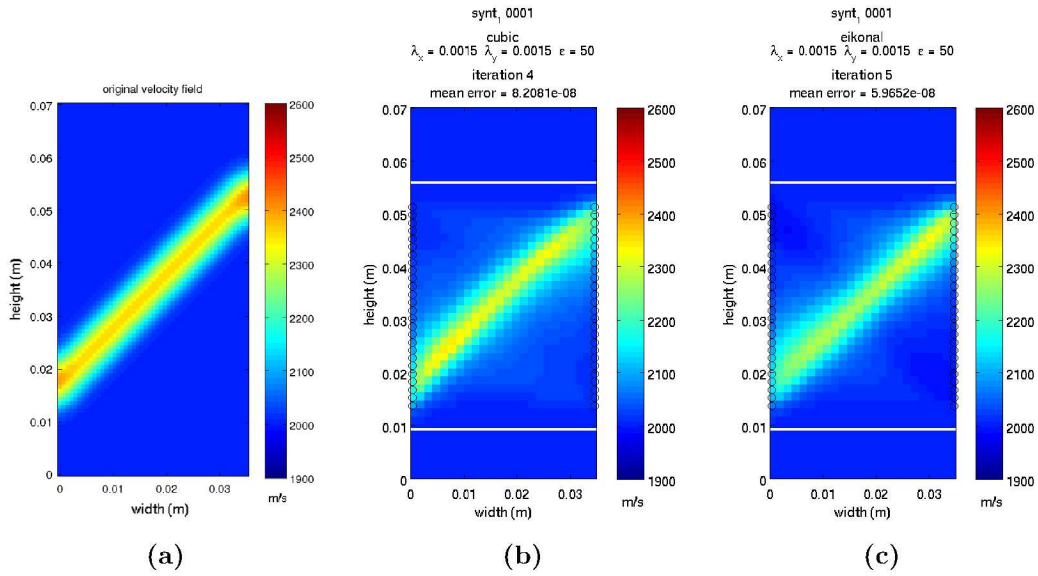 original velocity field
0.07
0.06
0.05
0.04
0.03
0.02
0.01
0
height (m)
0
0.01
0.02
0.03
width (m)
2600
2500
2400
2300
2200
2100
2000
1900
m/s
(a)
synt₁ 0001
cubic
λₓ = 0.0015 λᵧ = 0.0015 ε = 50
iteration 4
mean error = 8.2081e-08
0.07
0.06
0.05
0.04
0.03
0.02
0.01
0
height (m)
0
0.01
0.02
0.03
width (m)
2600
2500
2400
2300
2200
2100
2000
1900
m/s
(b)
synt₁ 0001
eikonal
λₓ = 0.0015 λᵧ = 0.0015 ε = 50
iteration 5
mean error = 5.9652e-08
0.07
0.06
0.05
0.04
0.03
0.02
0.01
0
height (m)
0
0.01
0.02
0.03
width (m)
2600
2500
2400
2300
2200
2100
2000
1900
m/s
(c)